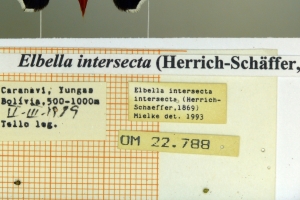 Elbella intersecta (Herrich-Schäffer,
Caranavi, Yungas
Bolivia, 500-1000m
Tello leg.
Elbella intersecta
intersecta (Herrich-
Schaeffer, 1869)
Mielke det. 1993
OM 22.788